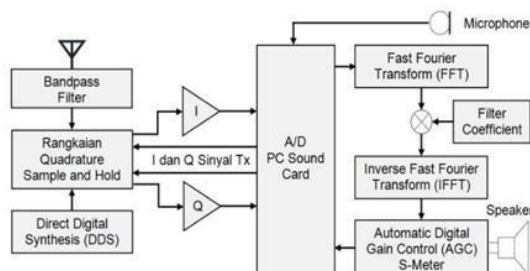 Microphone
Bandpass
Filter
Rangkaian
Quadrature
Sample and Hold
Direct Digital
Synthesis (DDS)
I
I dan Q Sinyal Tx
Q
A/D
PC Sound
Card
Fast Fourier
Transform (FFT)
Filter
Coefficient
Inverse Fast Fourier
Transform (IFFT)
Speaker
Automatic Digital
Gain Control (AGC)
S-Meter